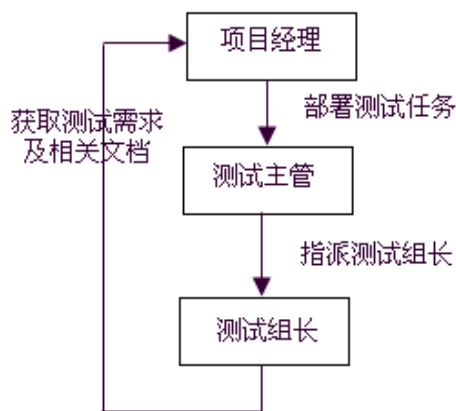 项目经理
部署测试任务
获取测试需求
及相关文档
测试主管
指派测试组长
测试组长